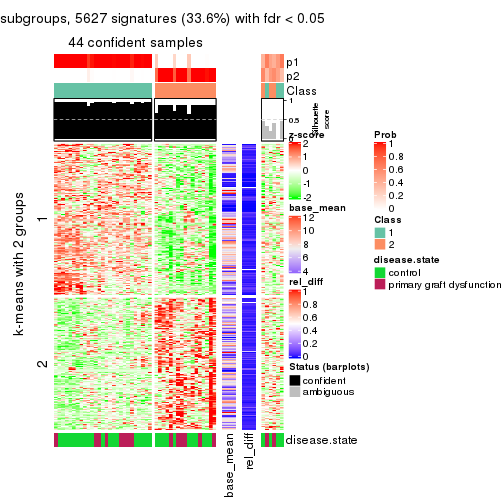 subgroups, 5627 signatures (33.6%) with fdr < 0.05
44 confident samples
p1
p2
Class
1
0.5
0
Silhouette
score
k-means with 2 groups
1
2
base_mean
rel_diff
disease.state
z-score
2
1
0
-1
-2
base_mean
12
10
8
6
4
rel_diff
1
0.8
0.6
0.4
0.2
0
Status (barplots)
confident
ambiguous
Prob
1
0.8
0.6
0.4
0.2
0
Class
1
2
disease.state
control
primary graft dysfunction